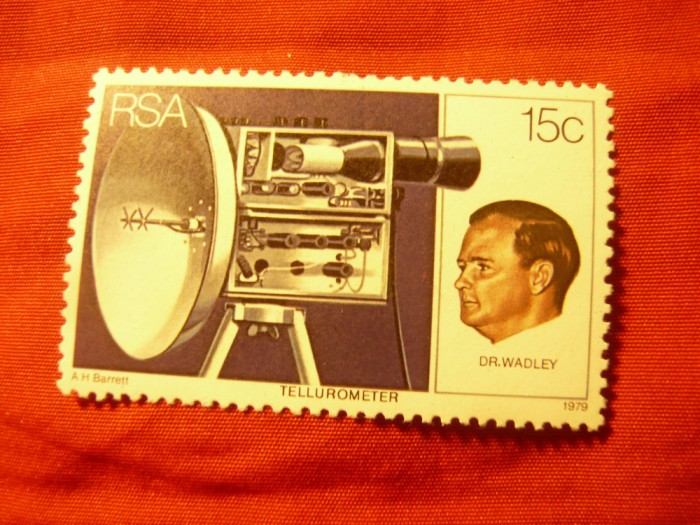 RSA
15c
DR.WADLEY
A H Barrett
TELLUROMETER
1979